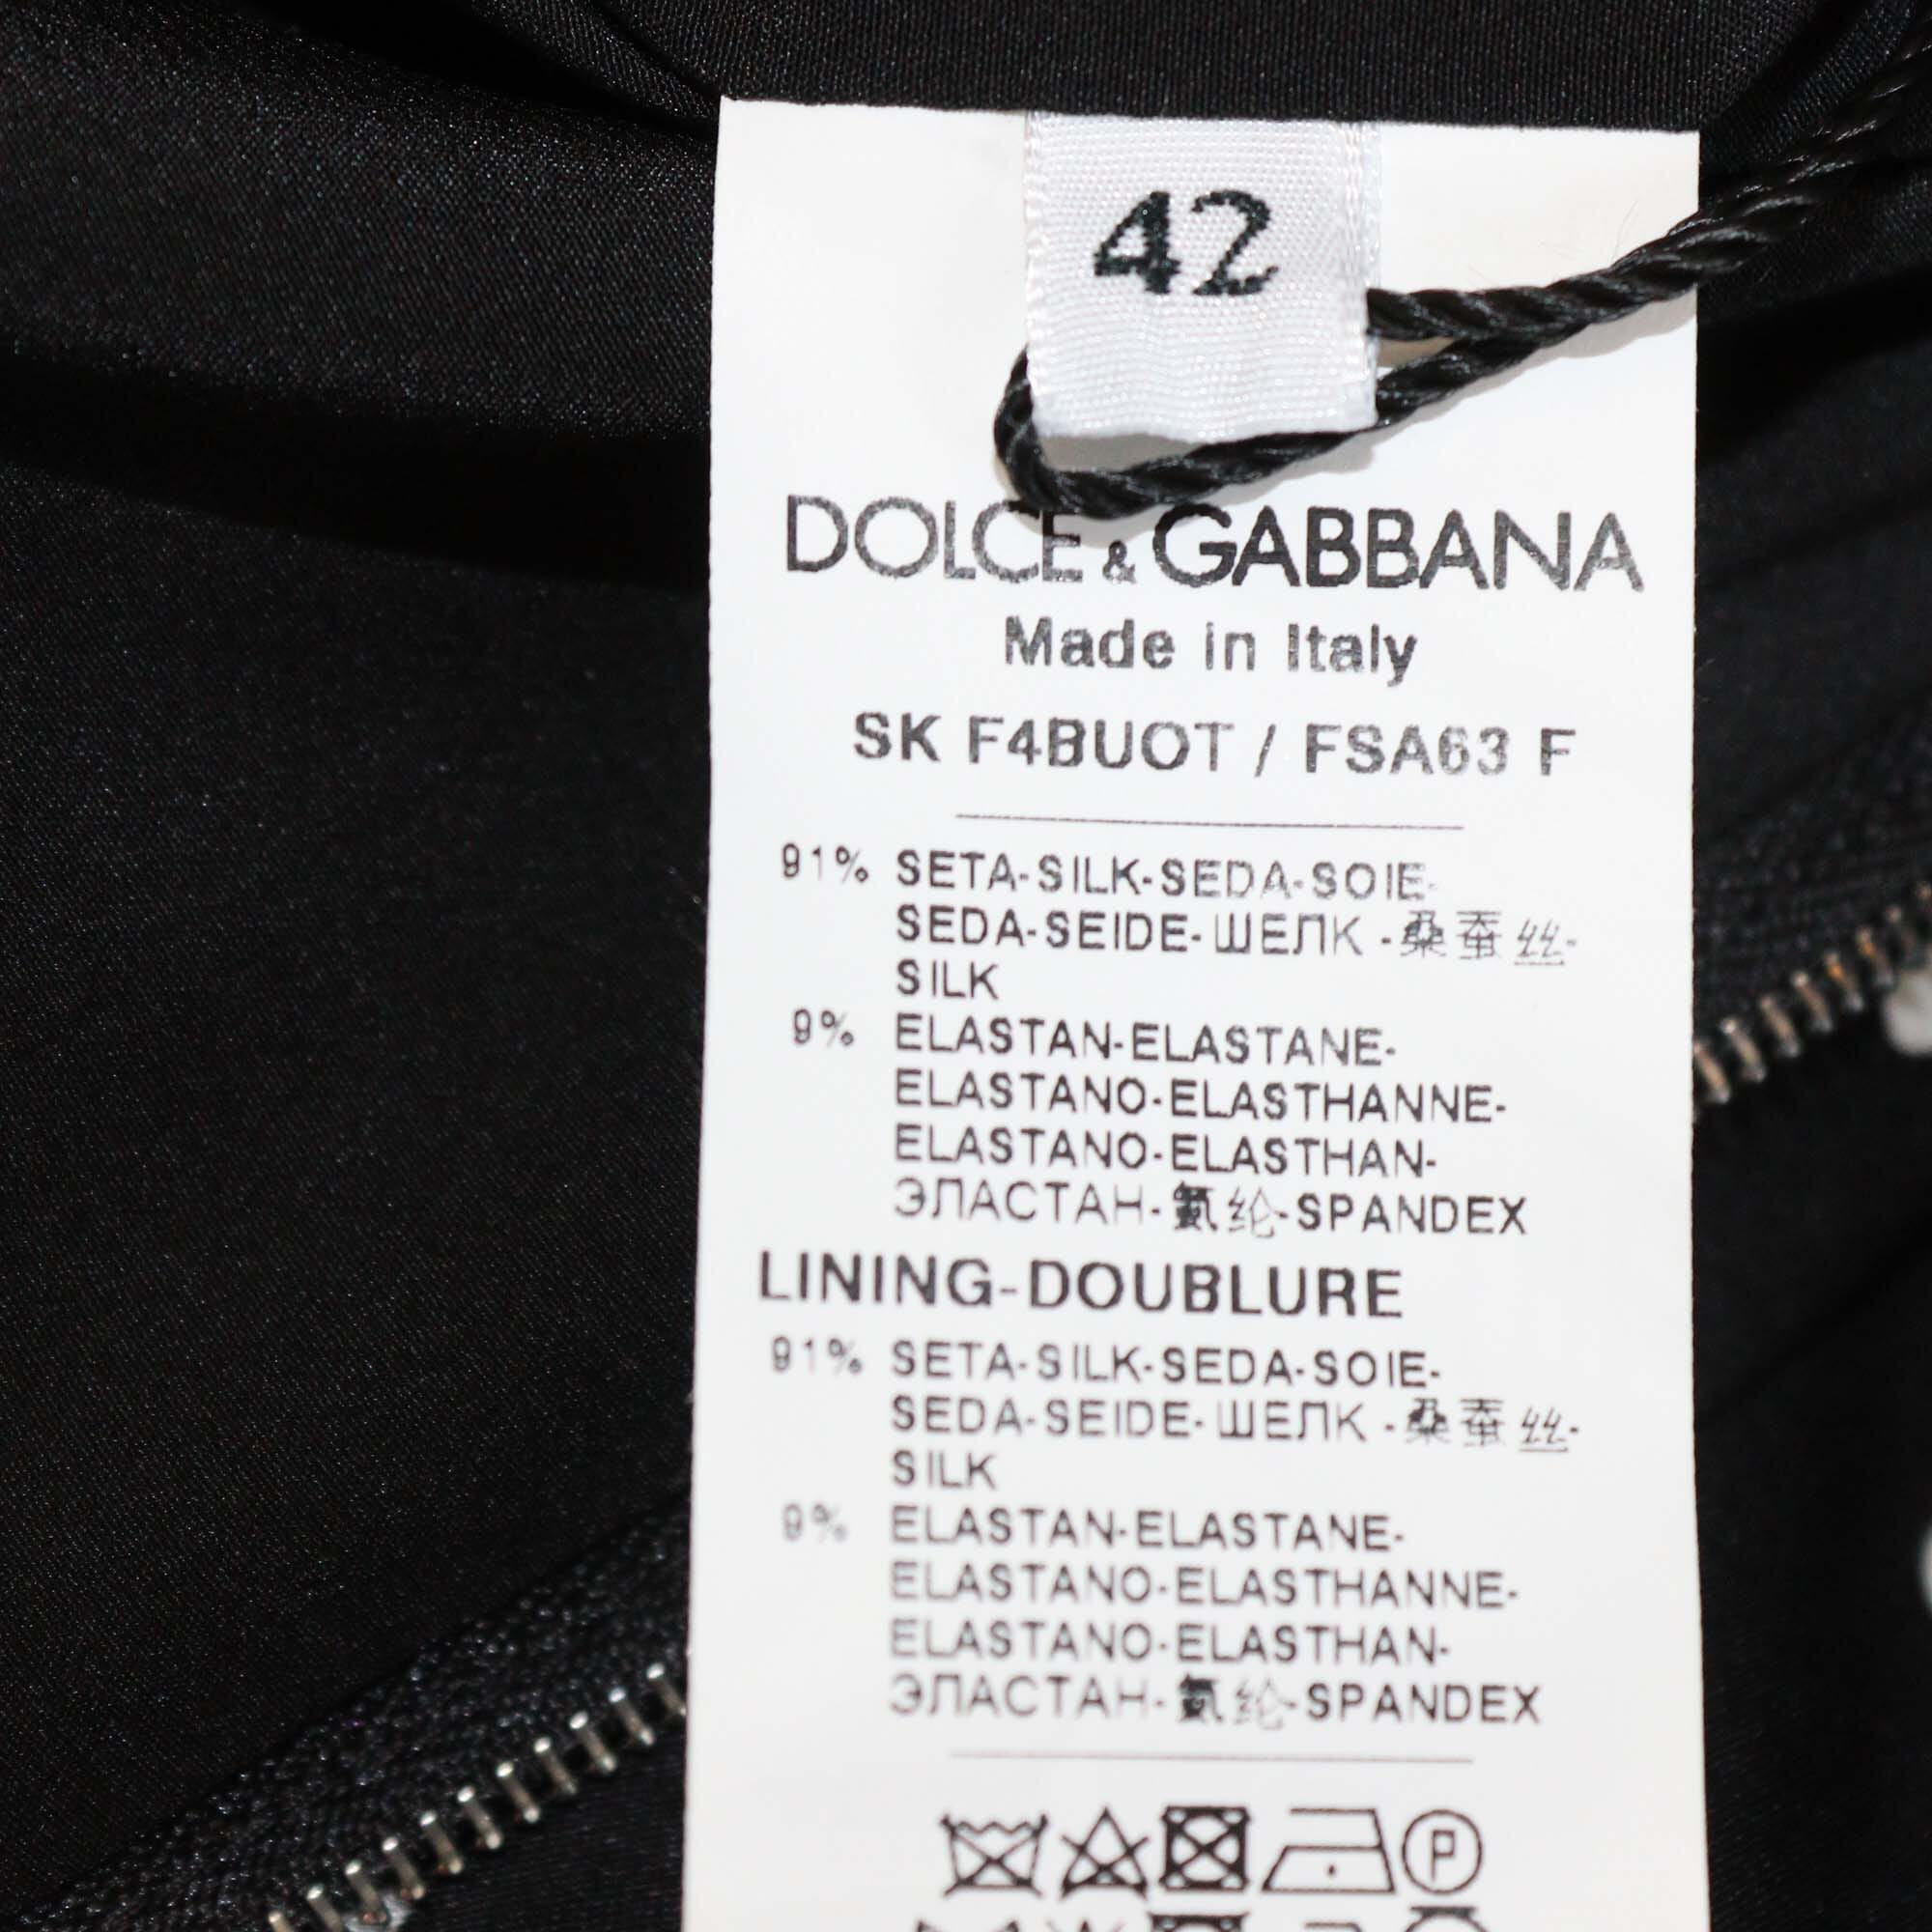 42
DOLCE & GABBANA
Made in Italy
SK F4BUOT / FSA63 F
91% SETA-SILK-SEDA-SOIE-
SEDA-SEIDE-ШЕЛК-桑蚕丝-
SILK
9% ELASTAN-ELASTANE-
ELASTANO-ELASTHANNE-
ELASTANO-ELASTHAN-
ЭЛАСТАН-氨纶-SPANDEX
LINING-DOUBLURE
91% SETA-SILK-SEDA-SOIE-
SEDA-SEIDE-ШЕЛК-桑蚕丝-
SILK
9% ELASTAN-ELASTANE-
ELASTANO-ELASTHANNE-
ELASTANO-ELASTHAN-
ЭЛАСТАН-氨纶-SPANDEX
P